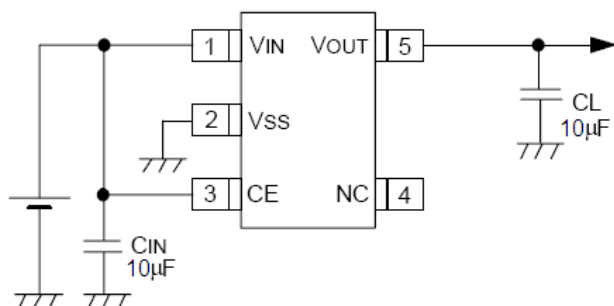 1 VIN VOUT 5
2 VSS
CL
10μF
3 CE NC 4
CIN
10μF